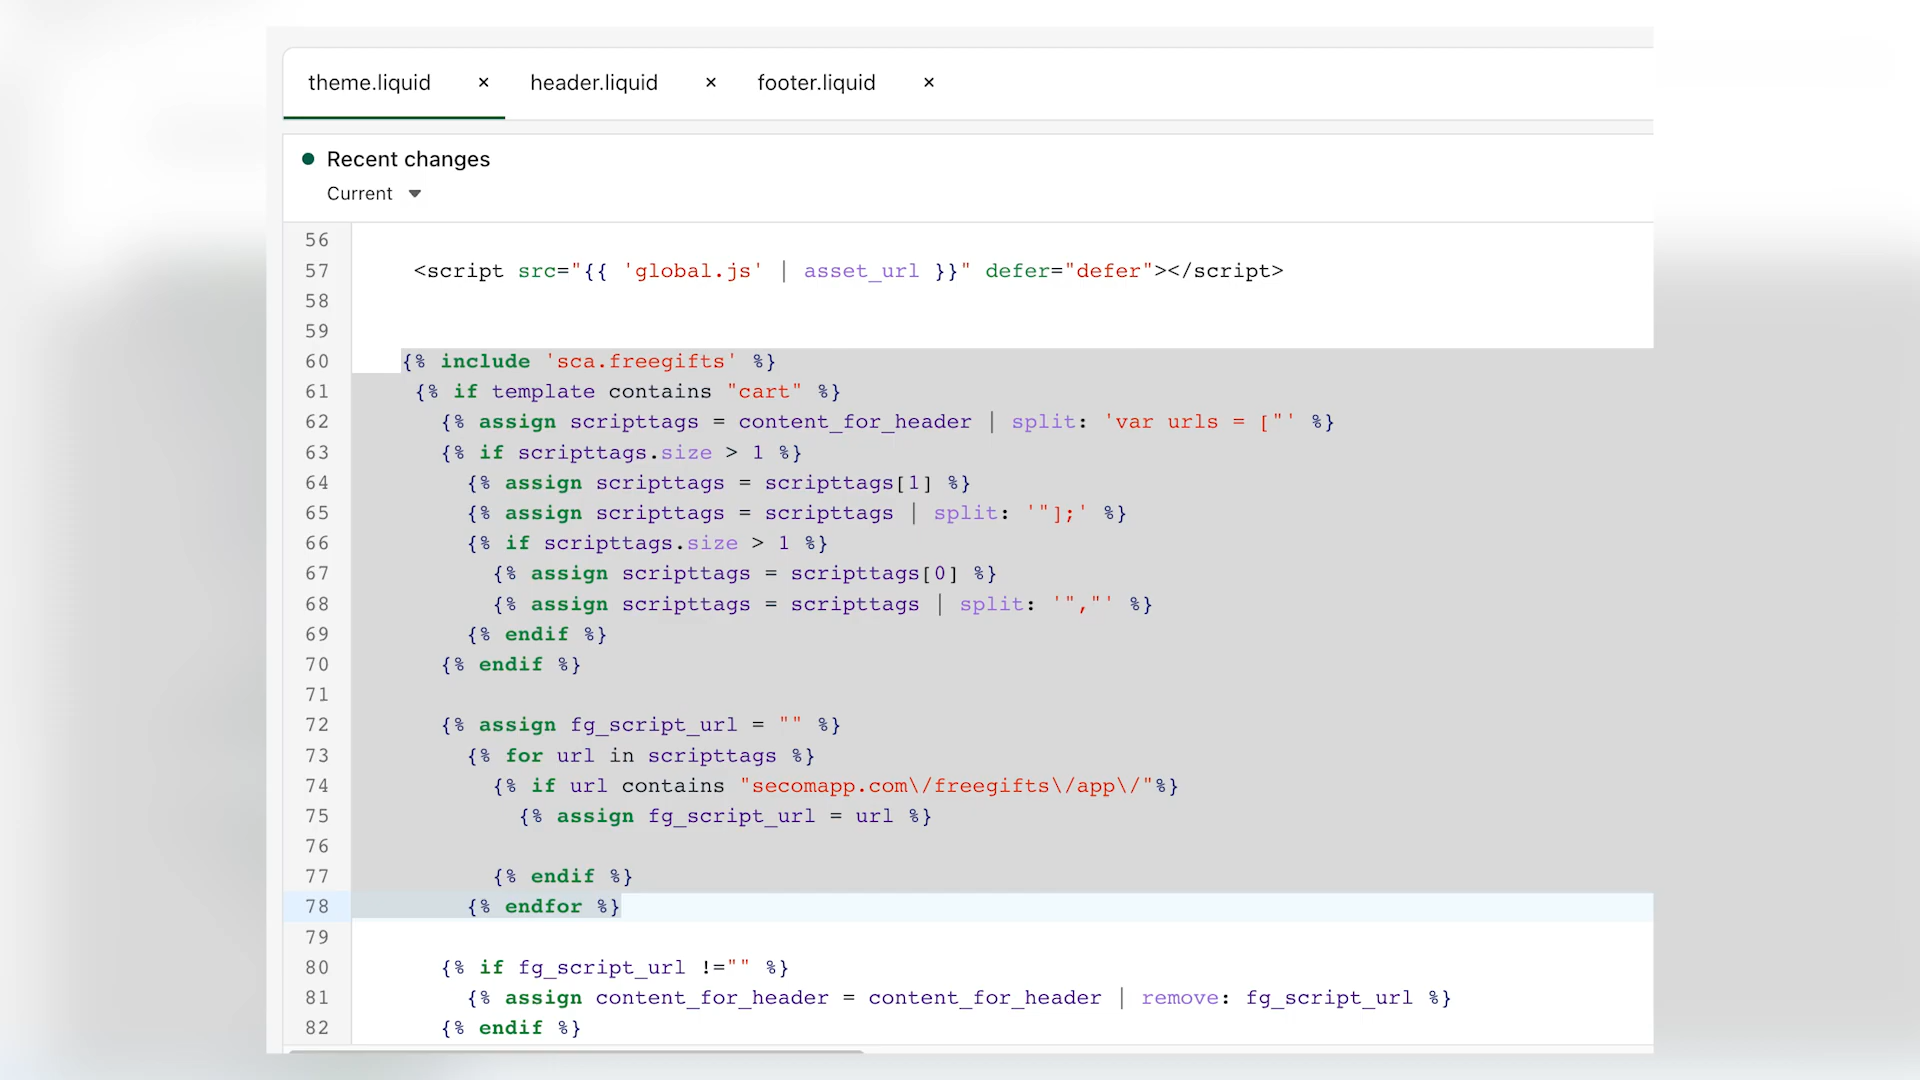 theme.liquid × header.liquid × footer.liquid ×
Recent changes
Current
56
57 <script src="{{ 'global.js' | asset_url }}" defer="defer"></script>
58
59
60 {% include 'sca.freegifts' %}
61 {% if template contains "cart" %}
62 {% assign scripttags = content_for_header | split: 'var urls = ["' %}
63 {% if scripttags.size > 1 %}
64 {% assign scripttags = scripttags[1] %}
65 {% assign scripttags = scripttags | split: '"];' %}
66 {% if scripttags.size > 1 %}
67 {% assign scripttags = scripttags[0] %}
68 {% assign scripttags = scripttags | split: '","' %}
69 {% endif %}
70 {% endif %}
71
72 {% assign fg_script_url = "" %}
73 {% for url in scripttags %}
74 {% if url contains "secomapp.com\/freegifts\/app\/"%}
75 {% assign fg_script_url = url %}
76
77 {% endif %}
78 {% endfor %}
79
80 {% if fg_script_url !="" %}
81 {% assign content_for_header = content_for_header | remove: fg_script_url %}
82 {% endif %}